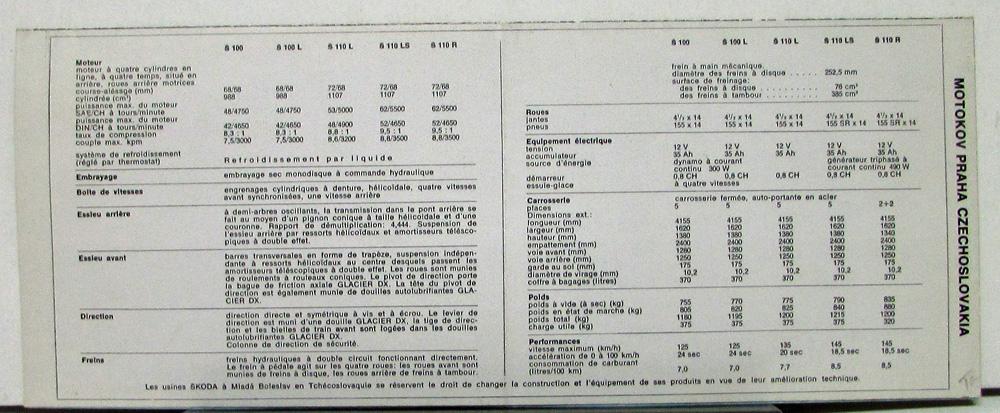 S 100 S 100 L S 110 L S 110 LS S 110 R
Moteur
moteur à quatre cylindres en
ligne, à quatre temps, situé en
arrière, roues arrière motrices
course-alésage (mm) 68/68 68/68 72/68 72/68 72/68
cylindrée (cm³) 988 988 1107 1107 1107
puissance max. du moteur
SAE/CH à tours/minute 48/4750 48/4750 53/5000 62/5500 62/5500
puissance max. du moteur
DIN/CH à tours/minute 42/4650 42/4650 48/4900 52/4650 52/4650
taux de compression 8,3 : 1 8,3 : 1 8,8 : 1 9,5 : 1 9,5 : 1
couple max. kpm 7,5/3000 7,5/3000 8,6/3200 8,8/3500 8,8/3500
système de refroidissement
(réglé par thermostat) Refroidissement par liquide
Embrayage embrayage sec monodisque à commande hydraulique
Boîte de vitesses engrenages cylindriques à denture, hélicoïdale, quatre vitesses
avant synchronisées, une vitesse arrière
Essieu arrière à demi-arbres oscillants, la transmission dans le pont arrière se
fait au moyen d'un pignon conique à taille hélicoïdale et d'une
couronne. Rapport de démultiplication: 4,444. Suspension de
l'essieu arrière par ressorts hélicoïdaux et amortisseurs télésco-
piques à double effet.
Essieu avant barres transversales en forme de trapèze, suspension indépen-
dante à ressorts hélicoïdaux au centre desquels passent les
amortisseurs téléscopiques à double effet. Les roues sont munies
de roulements à rouleaux coniques. Le pivot de direction porte
la bague de friction axiale GLACIER DX. La tête du pivot de
direction est également munie de douilles autolubrifiantes GLA-
CIER DX.
Direction direction directe et symétrique à vis et à écrou. Le levier de
direction est muni d'une douille GLACIER DX, la tige de direc-
tion et les bielles de train avant sont logées dans les douilles
autolubrifiantes GLACIER DX.
Colonne de direction de sécurité.
Freins freins hydrauliques à double circuit fonctionnant directement.
Le frein à pédale agit sur les quatre roues: les roues avant sont
munies de freins à disque, les roues arrière de freins à tambour.
S 100 S 100 L S 110 L S 110 LS S 110 R
frein à main mécanique.
diamètre des freins à disque . . . . . . 252,5 mm
surface de freinage:
des freins à disque . . . . . . . . . 78 cm²
des freins à tambour . . . . . . . . 385 cm²
Roues
jantes 4¹/₂ x 14 4¹/₂ x 14 4¹/₂ x 14 4¹/₂ x 14 4¹/₂ x 14
pneus 155 x 14 155 x 14 155 x 14 155 SR x 14 155 SR x 14
Equipement électrique
tension 12 V 12 V 12 V 12 V 12 V
accumulateur 35 Ah 35 Ah 35 Ah 35 Ah 35 Ah
source d'énergie dynamo à courant générateur triphasé à
continu 300 W courant continu 490 W
démarreur 0,8 CH 0,8 CH 0,8 CH 0,8 CH 0,8 CH
essuie-glace à quatre vitesses
Carrosserie carrosserie fermée, auto-portante en acier
places 5 5 5 5 2+2
Dimensions ext.:
longueur (mm) 4155 4155 4155 4155 4155
largeur (mm) 1620 1620 1620 1620 1620
hauteur (mm) 1380 1380 1380 1380 1340
empattement (mm) 2400 2400 2400 2400 2400
voie avant (mm) 1280 1280 1280 1280 1280
voie arrière (mm) 1250 1250 1250 1250 1250
garde au sol (mm) 175 175 175 175 175
diamètre de virage (m) 10,2 10,2 10,2 10,2 10,2
coffre à bagages (litres) 370 370 370 370 370
Poids
poids à vide (à sec) (kg) 755 770 775 790 835
poids en état de marche (kg) 805 820 825 840 880
poids total (kg) 1180 1195 1200 1215 1200
charge utile (kg) 375 375 375 375 320
Performances
vitesse maximum (km/h) 125 125 135 145 145
accélération de 0 à 100 km/h 24 sec 24 sec 20 sec 18,5 sec 18,5 sec
consommation de carburant
(litres/100 km) 7,0 7,0 7,7 8,5 8,5
Les usines ŠKODA à Mladá Boleslav en Tchécoslovaquie se réservent le droit de changer la construction et l'équipement de ses produits en vue de leur amélioration technique.
MOTOKOV PRAHA CZECHOSLOVAKIA